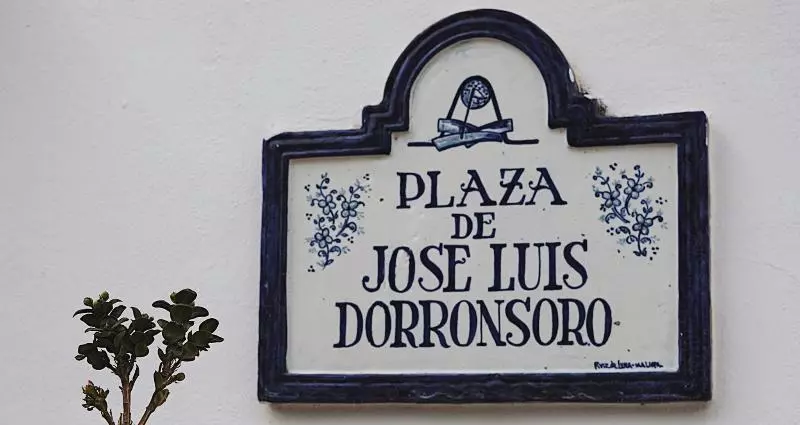 PLAZA
DE
JOSE LUIS
DORRONSORO